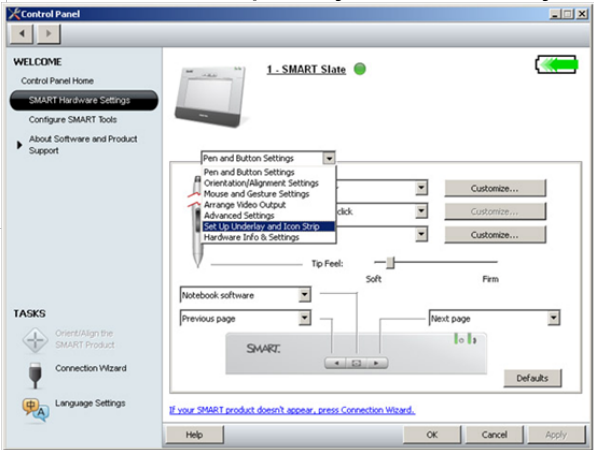 Control Panel
WELCOME
Control Panel Home
SMART Hardware Settings
Configure SMART Tools
About Software and Product
Support
1 - SMART Slate
Pen and Button Settings
Pen and Button Settings
Orientation/Alignment Settings
Mouse and Gesture Settings
Arrange Video Output
Advanced Settings
Set Up Underlay and Icon Strip
Hardware Info & Settings
Customize...
click.
Customize...
Customize...
Tip Feel:
Soft
Firm
Notebook software
Previous page
Next page
SMART
Defaults
TASKS
Orient/Align the
SMART Product
Connection Wizard
Language Settings
If your SMART product doesn't appear, press Connection Wizard.
Help
OK
Cancel
Apply